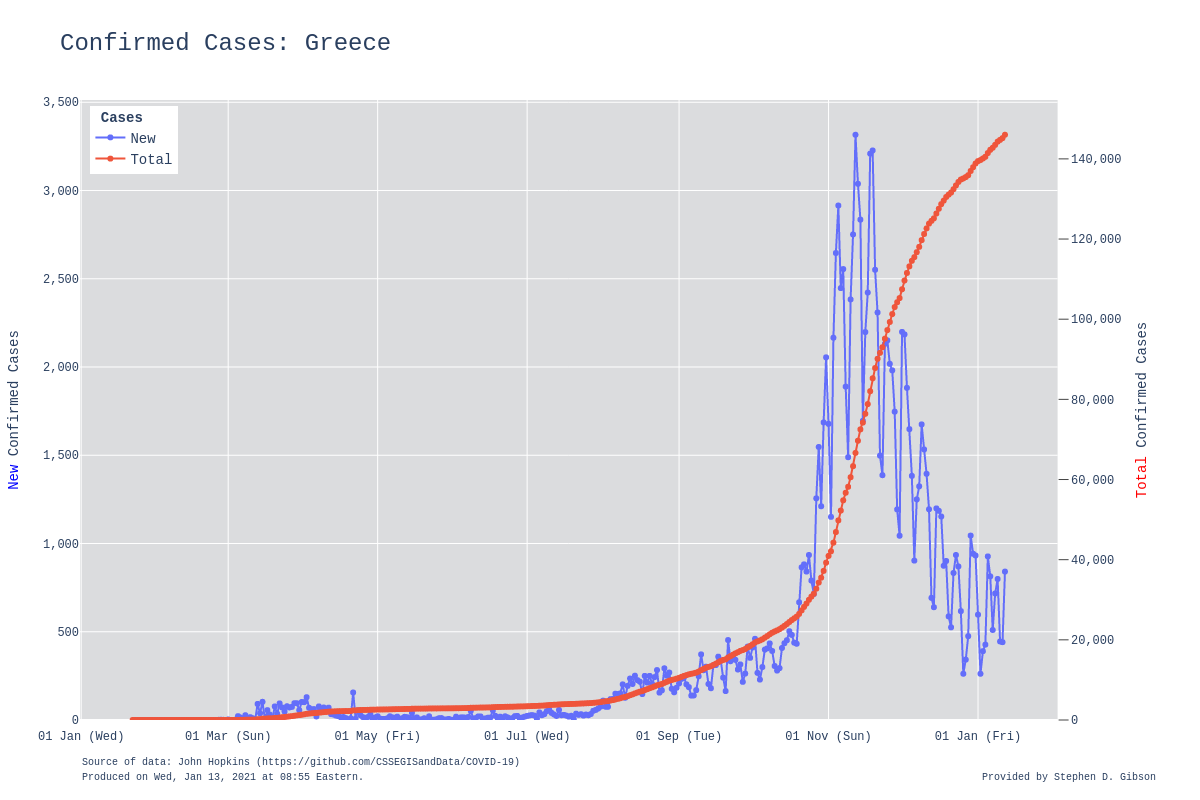 Confirmed Cases: Greece
Cases
New
Total
3,500
3,000
2,500
2,000
1,500
1,000
500
0
New Confirmed Cases
140,000
120,000
100,000
80,000
60,000
40,000
20,000
0
Total Confirmed Cases
01 Jan (Wed) 01 Mar (Sun) 01 May (Fri) 01 Jul (Wed) 01 Sep (Tue) 01 Nov (Sun) 01 Jan (Fri)
Source of data: John Hopkins (https://github.com/CSSEGISandData/COVID-19)
Produced on Wed, Jan 13, 2021 at 08:55 Eastern.
Provided by Stephen D. Gibson